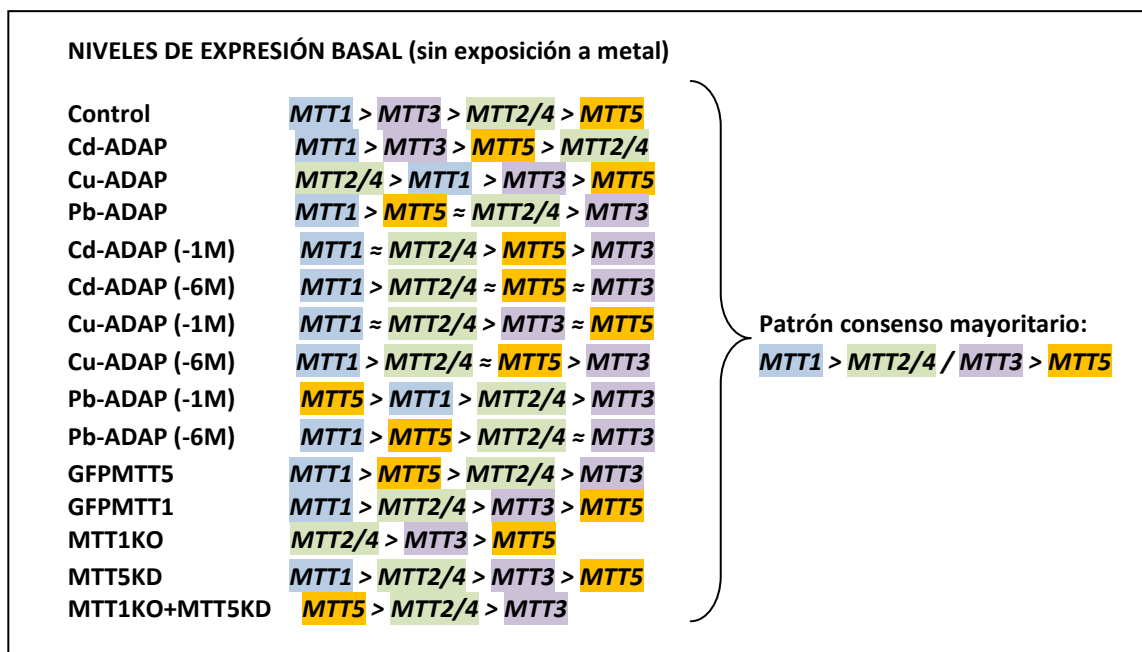 NIVELES DE EXPRESIÓN BASAL (sin exposición a metal)
Control MTT1 > MTT3 > MTT2/4 > MTT5
Cd-ADAP MTT1 > MTT3 > MTT5 > MTT2/4
Cu-ADAP MTT2/4 > MTT1 > MTT3 > MTT5
Pb-ADAP MTT1 > MTT5 ≈ MTT2/4 > MTT3
Cd-ADAP (-1M) MTT1 ≈ MTT2/4 > MTT5 > MTT3
Cd-ADAP (-6M) MTT1 > MTT2/4 ≈ MTT5 ≈ MTT3
Cu-ADAP (-1M) MTT1 ≈ MTT2/4 > MTT3 ≈ MTT5
Cu-ADAP (-6M) MTT1 > MTT2/4 ≈ MTT5 > MTT3
Pb-ADAP (-1M) MTT5 > MTT1 > MTT2/4 > MTT3
Pb-ADAP (-6M) MTT1 > MTT5 > MTT2/4 ≈ MTT3
GFPMTT5 MTT1 > MTT5 > MTT2/4 > MTT3
GFPMTT1 MTT1 > MTT2/4 > MTT3 > MTT5
MTT1KO MTT2/4 > MTT3 > MTT5
MTT5KD MTT1 > MTT2/4 > MTT3 > MTT5
MTT1KO+MTT5KD MTT5 > MTT2/4 > MTT3
Patrón consenso mayoritario:
MTT1 > MTT2/4 / MTT3 > MTT5